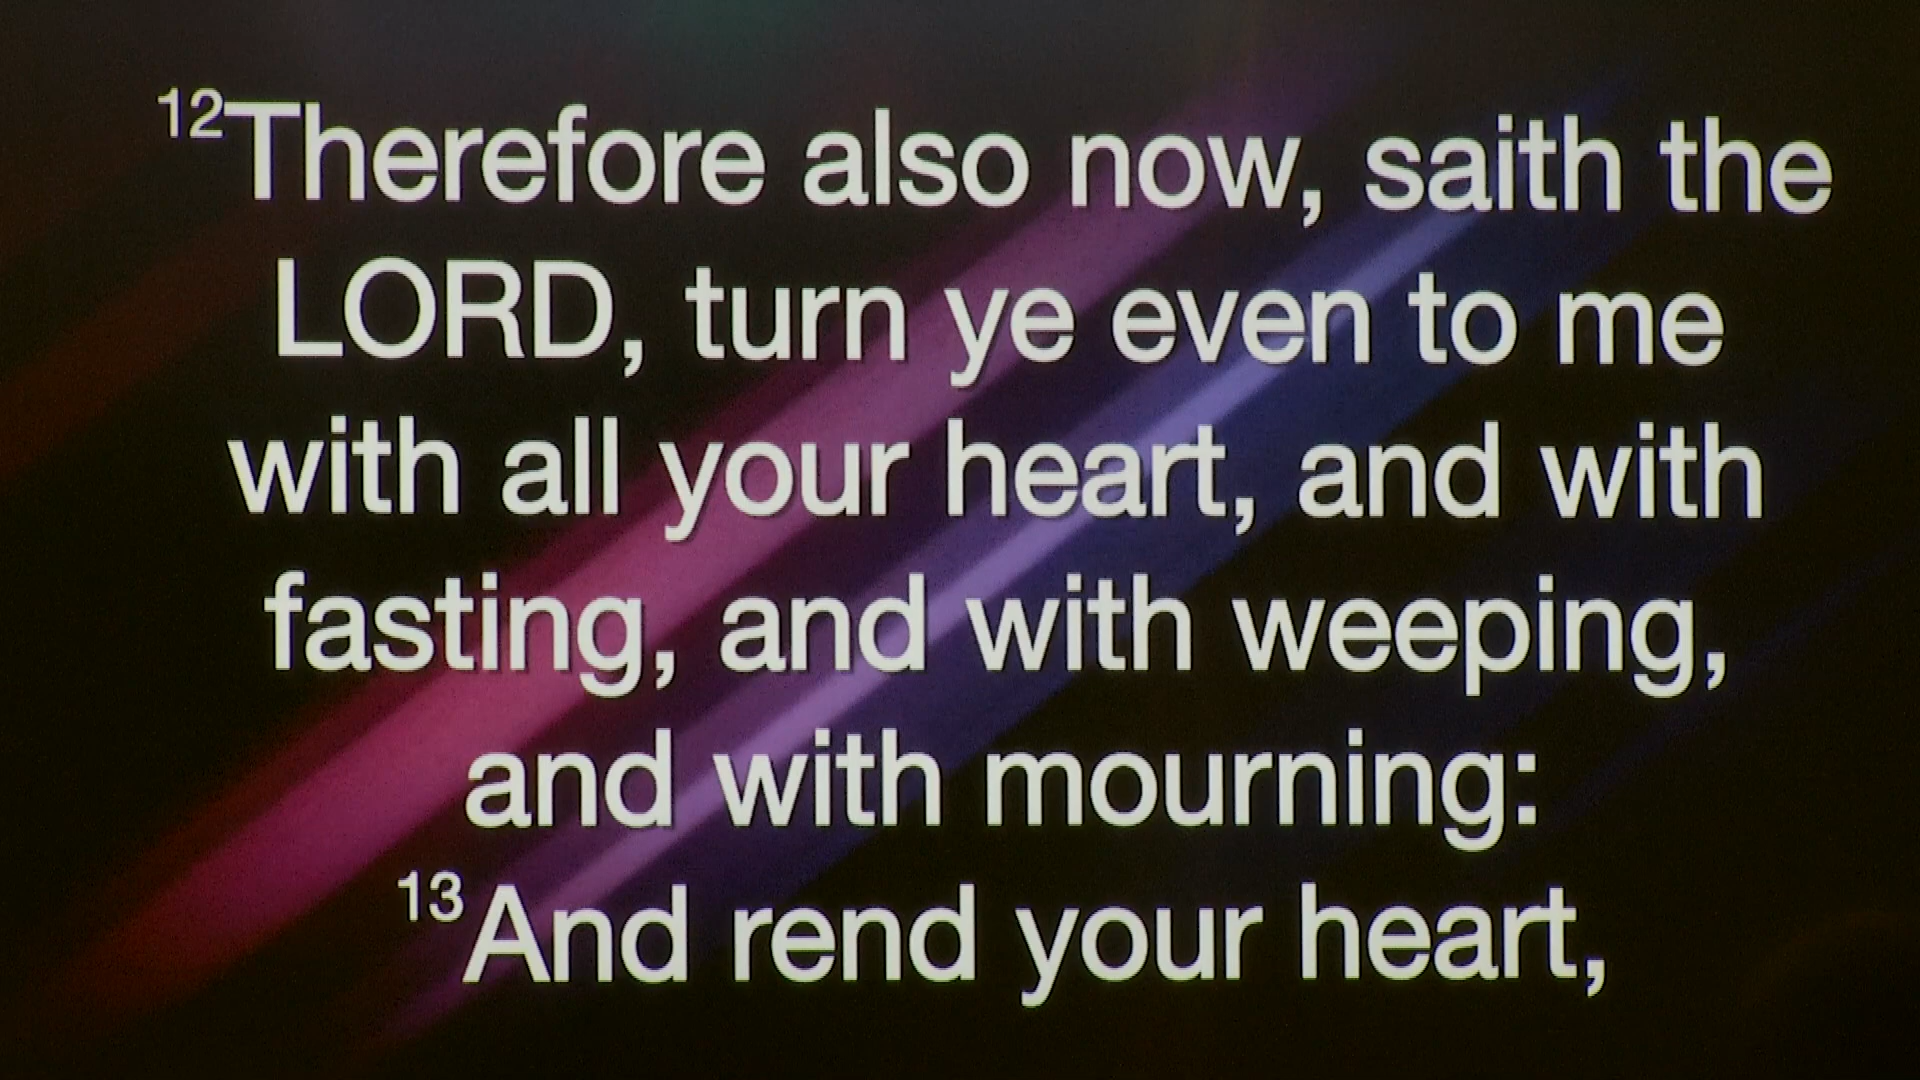 12Therefore also now, saith the
LORD, turn ye even to me
with all your heart, and with
fasting, and with weeping,
and with mourning:
13And rend your heart,